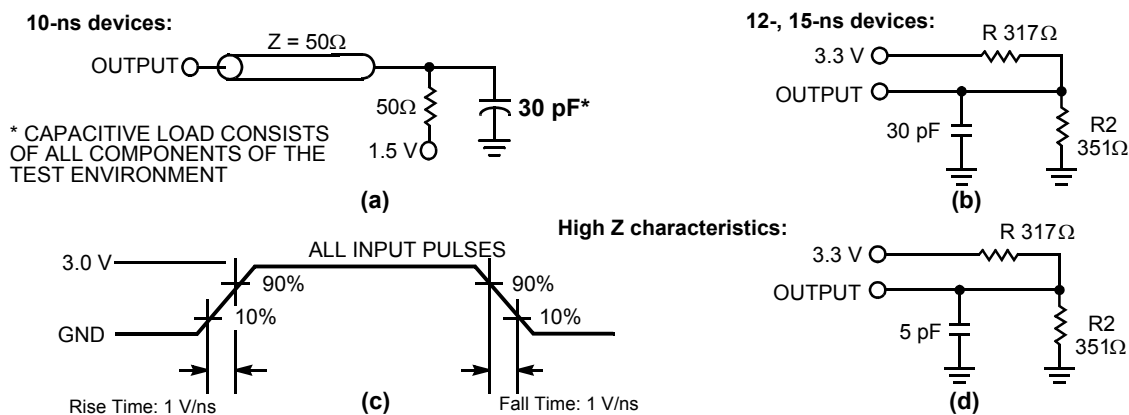 10-ns devices:
Z = 50Ω
OUTPUT
50Ω
30 pF*
1.5 V
* CAPACITIVE LOAD CONSISTS
OF ALL COMPONENTS OF THE
TEST ENVIRONMENT
(a)
12-, 15-ns devices:
R 317Ω
3.3 V
OUTPUT
30 pF
R2
351Ω
(b)
ALL INPUT PULSES
3.0 V
90%
10%
GND
90%
10%
Rise Time: 1 V/ns
(c)
Fall Time: 1 V/ns
High Z characteristics:
R 317Ω
3.3 V
OUTPUT
5 pF
R2
351Ω
(d)